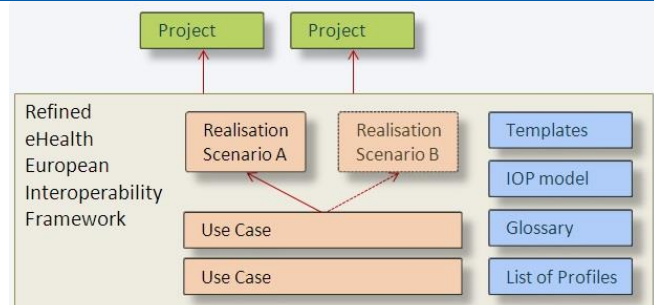 Project
Project
Refined
eHealth
European
Interoperability
Framework
Realisation
Scenario A
Realisation
Scenario B
Templates
IOP model
Use Case
Glossary
Use Case
List of Profiles